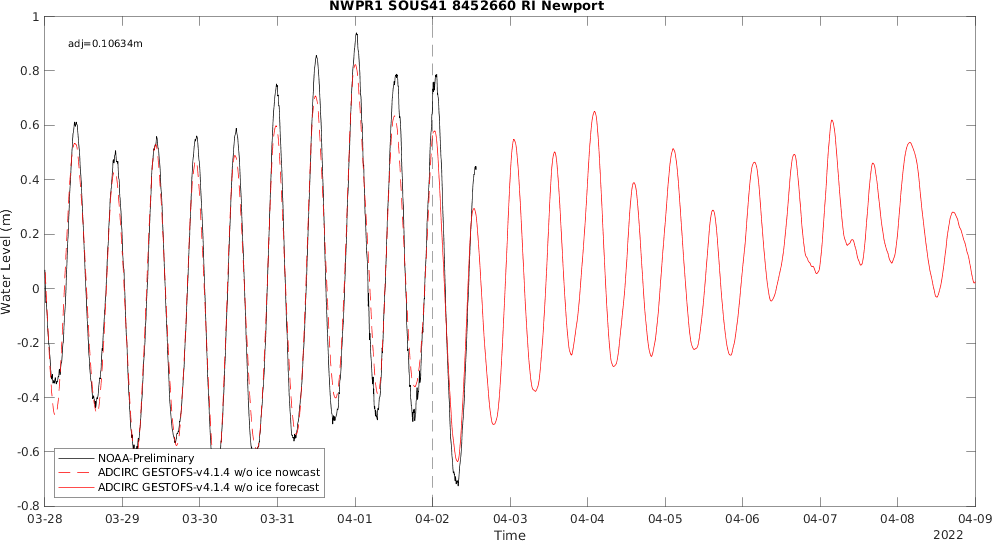 NWPR1 SOUS41 8452660 RI Newport
adj=0.10634m
Water Level (m)
1
0.8
0.6
0.4
0.2
0
-0.2
-0.4
-0.6
-0.8
NOAA-Preliminary
ADCIRC GESTOFS-v4.1.4 w/o ice nowcast
ADCIRC GESTOFS-v4.1.4 w/o ice forecast
03-28 03-29 03-30 03-31 04-01 04-02 04-03 04-04 04-05 04-06 04-07 04-08 04-09
Time
2022